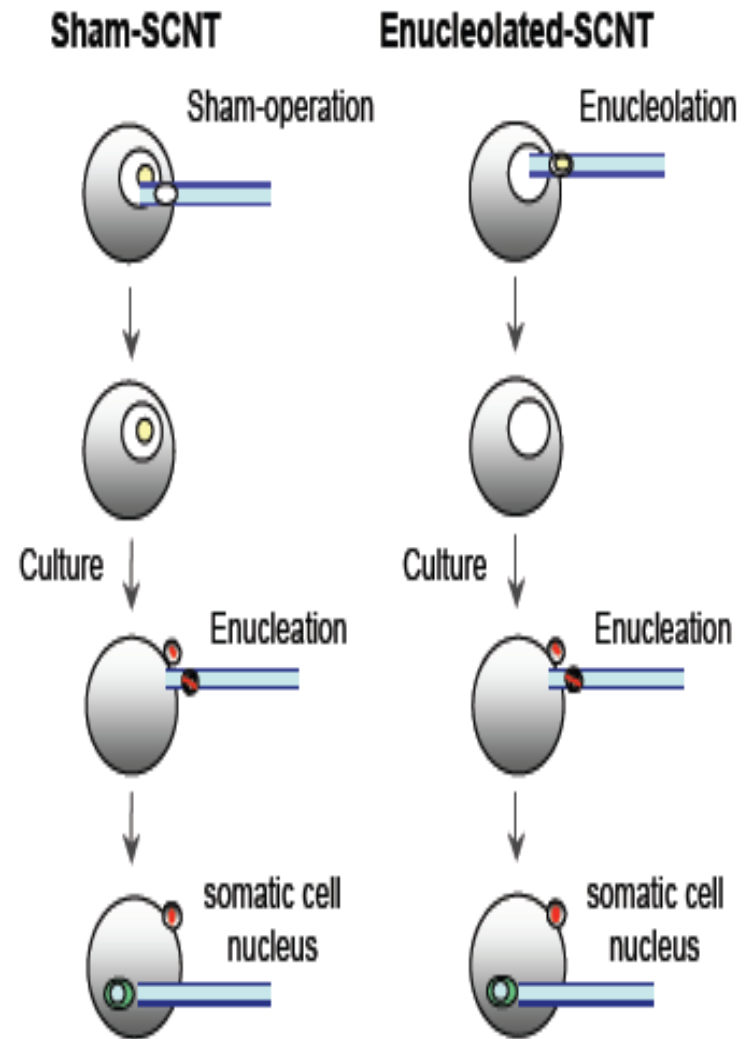 Sham-SCNT
Enucleolated-SCNT
Sham-operation
Enucleolation
Culture
Culture
Enucleation
Enucleation
somatic cell
nucleus
somatic cell
nucleus